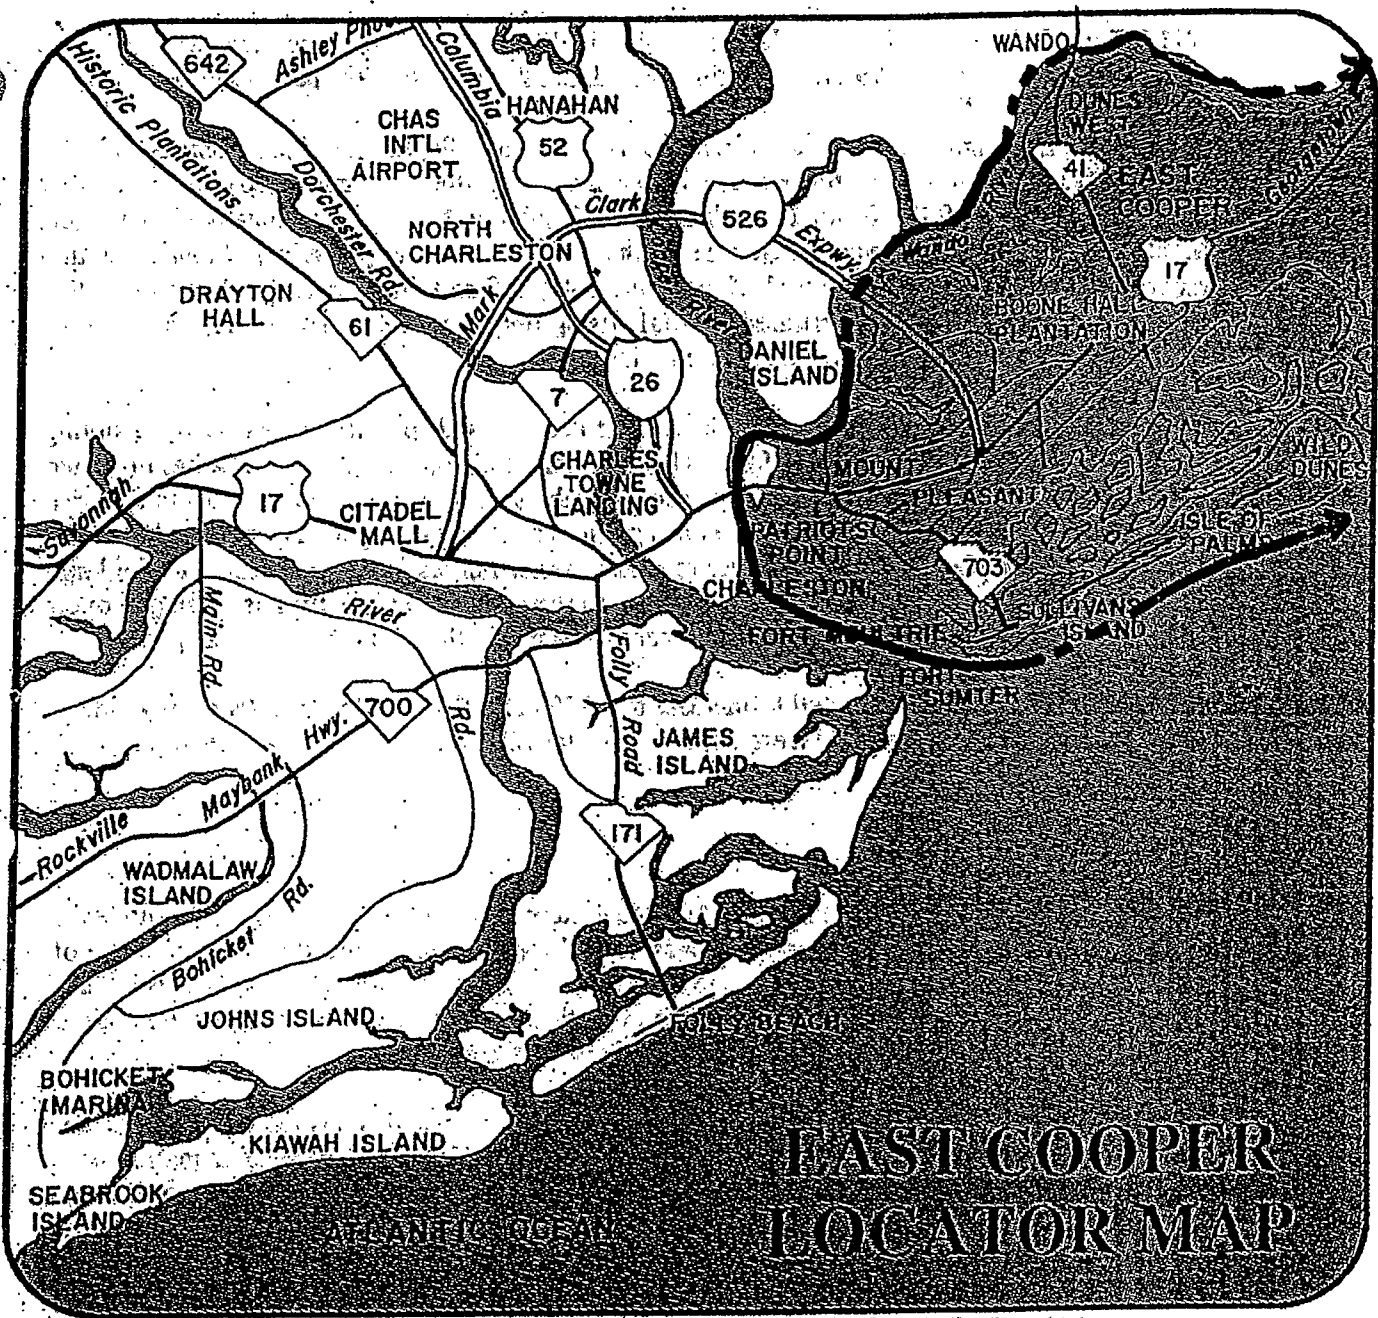 WANDO
642
Ashley
Columbia
Historic Plantations
HANAHAN
52
CHAS
INTL
AIRPORT
DUNES
WEST
41
EAST
COOPER
Georgetown
Dorchester Rd.
Clark
526
Expwy.
Wando
NORTH
CHARLESTON
17
DRAYTON
HALL
61
Mark
River
BOONE HALL
PLANTATION
DANIEL
ISLAND
26
7
WILD
DUNES
MOUNT
PLEASANT
CHARLES
TOWNE
LANDING
Savannah
17
CITADEL
MALL
PATRIOTS
POINT
ISLE OF
PALMS
703
CHARLESTON
Main Rd.
River
Rd.
SULLIVANS
ISLAND
FORT MOULTRIE
Folly
Road
FORT
SUMTER
700
Hwy.
Maybank
Rockville
JAMES
ISLAND
171
WADMALAW
ISLAND
Rd.
Bohicket
JOHNS ISLAND
FOLLY BEACH
BOHICKET
MARINA
KIAWAH ISLAND
SEABROOK
ISLAND
ATLANTIC OCEAN
EAST COOPER
LOCATOR MAP